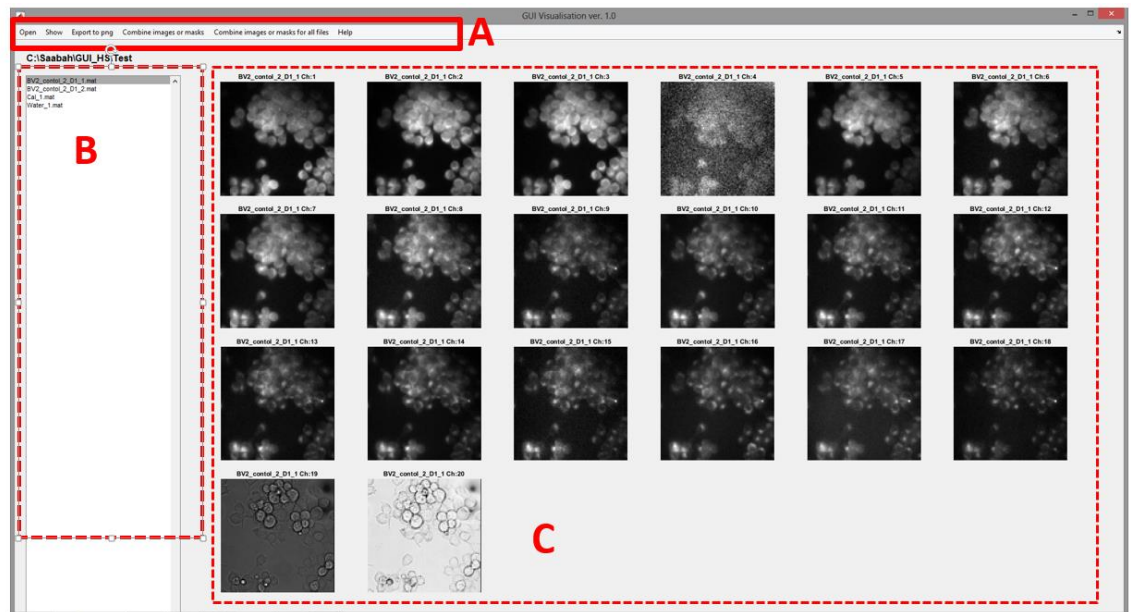 GUI Visualisation ver. 1.0
Open Show Export to png Combine images or masks Combine images or masks for all files Help
A
C:\Saabah\GUI_HS Test
BV2_contol_2_D1_1.mat
BV2_contol_2_D1_2.mat
Cal_1.mat
Water_1.mat
B
BV2_contol_2_D1_1 Ch:1 BV2_contol_2_D1_1 Ch:2 BV2_contol_2_D1_1 Ch:3 BV2_contol_2_D1_1 Ch:4 BV2_contol_2_D1_1 Ch:5 BV2_contol_2_D1_1 Ch:6
BV2_contol_2_D1_1 Ch:7 BV2_contol_2_D1_1 Ch:8 BV2_contol_2_D1_1 Ch:9 BV2_contol_2_D1_1 Ch:10 BV2_contol_2_D1_1 Ch:11 BV2_contol_2_D1_1 Ch:12
BV2_contol_2_D1_1 Ch:13 BV2_contol_2_D1_1 Ch:14 BV2_contol_2_D1_1 Ch:15 BV2_contol_2_D1_1 Ch:16 BV2_contol_2_D1_1 Ch:17 BV2_contol_2_D1_1 Ch:18
BV2_contol_2_D1_1 Ch:19 BV2_contol_2_D1_1 Ch:20
C